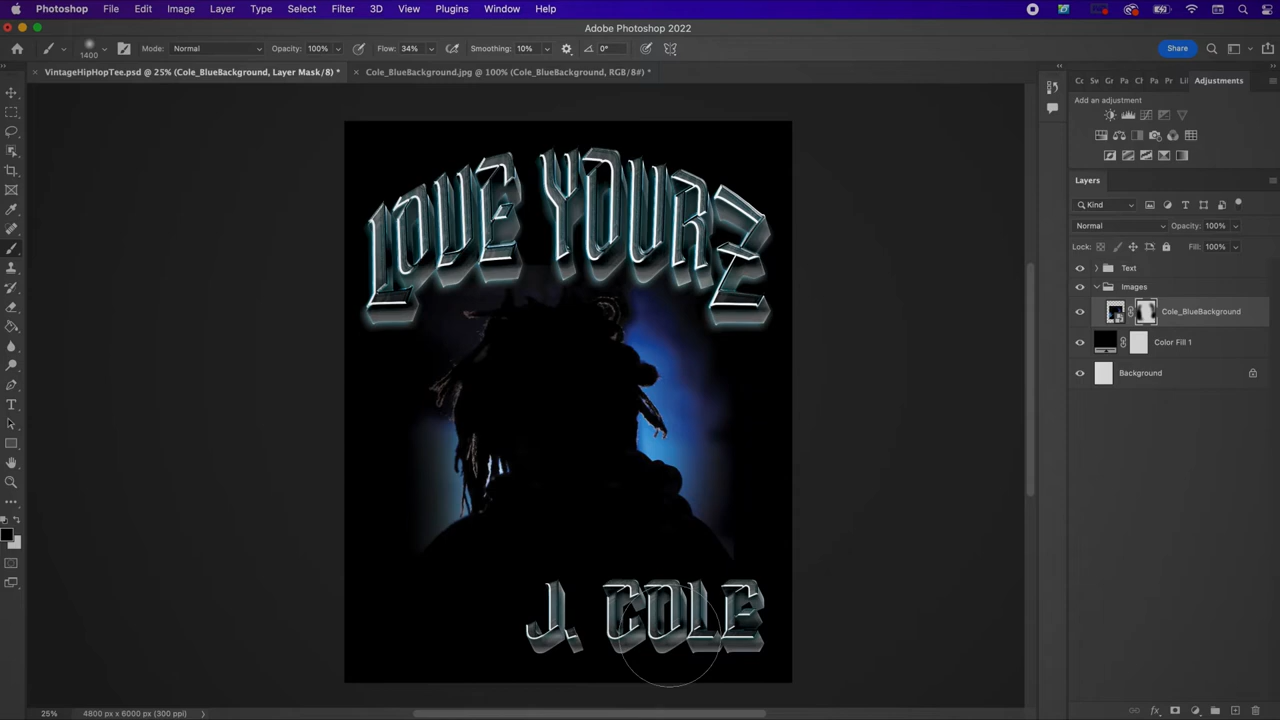 Photoshop File Edit Image Layer Type Select Filter 3D View Plugins Window Help
Adobe Photoshop 2022
1400 Mode: Normal Opacity: 100% Flow: 34% Smoothing: 10% 0° Share
VintageHipHopTee.psd @ 25% (Cole_BlueBackground, Layer Mask/8) * Cole_BlueBackground.jpg @ 100% (Cole_BlueBackground, RGB/8#) *
Adjustments
Add an adjustment
Layers
Kind
Normal Opacity: 100%
Lock: Fill: 100%
Text
Images
Cole_BlueBackground
Color Fill 1
Background
LOVE YOURZ
J. COLE
25% 4800 px x 6000 px (300 ppi)